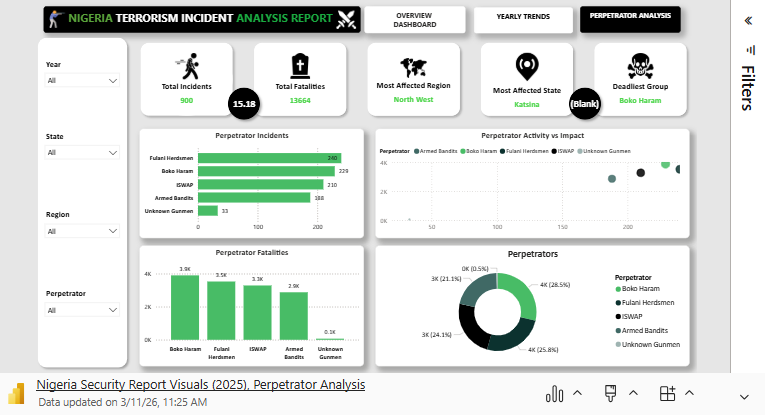 NIGERIA TERRORISM INCIDENT ANALYSIS REPORT
OVERVIEW
DASHBOARD
YEARLY TRENDS
PERPETRATOR ANALYSIS
Filters
Year
All
State
All
Region
All
Perpetrator
All
Total Incidents
900
15.18
Total Fatalities
13664
Most Affected Region
North West
Most Affected State
Katsina
(Blank)
Deadliest Group
Boko Haram
Perpetrator Incidents
Fulani Herdsmen
240
Boko Haram
229
ISWAP
210
Armed Bandits
188
Unknown Gunmen
33
0
100
200
Perpetrator Activity vs Impact
Perpetrator Armed Bandits Boko Haram Fulani Herdsmen ISWAP Unknown Gunmen
4K
2K
0K
50
100
150
200
Perpetrator Fatalities
4K
2K
0K
3.9K
3.5K
3.3K
2.9K
0.1K
Boko Haram
Fulani
Herdsmen
ISWAP
Armed
Bandits
Unknown
Gunmen
Perpetrators
0K (0.5%)
3K (21.1%)
4K (28.5%)
3K (24.1%)
4K (25.8%)
Perpetrator
Boko Haram
Fulani Herdsmen
ISWAP
Armed Bandits
Unknown Gunmen
Nigeria Security Report Visuals (2025), Perpetrator Analysis
Data updated on 3/11/26, 11:25 AM